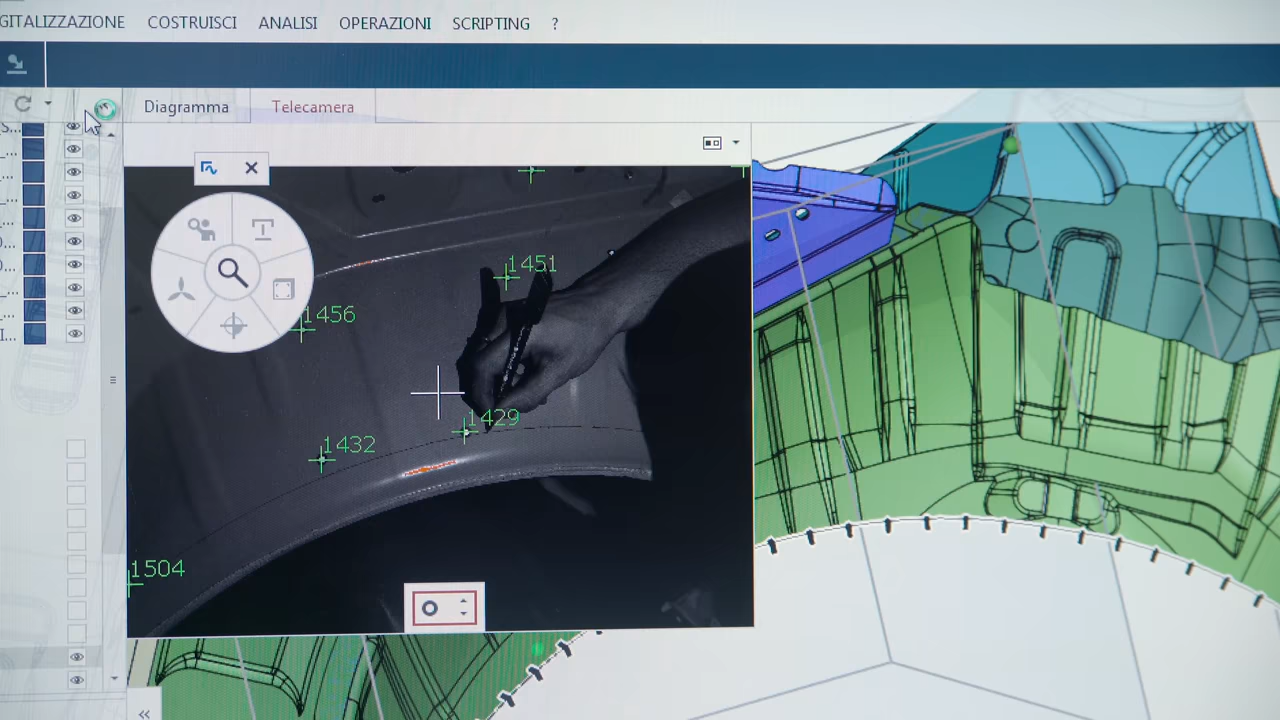 GITALIZZAZIONE COSTRUISCI ANALISI OPERAZIONI SCRIPTING ?
Diagramma Telecamera
1451
1456
1429
1432
1504